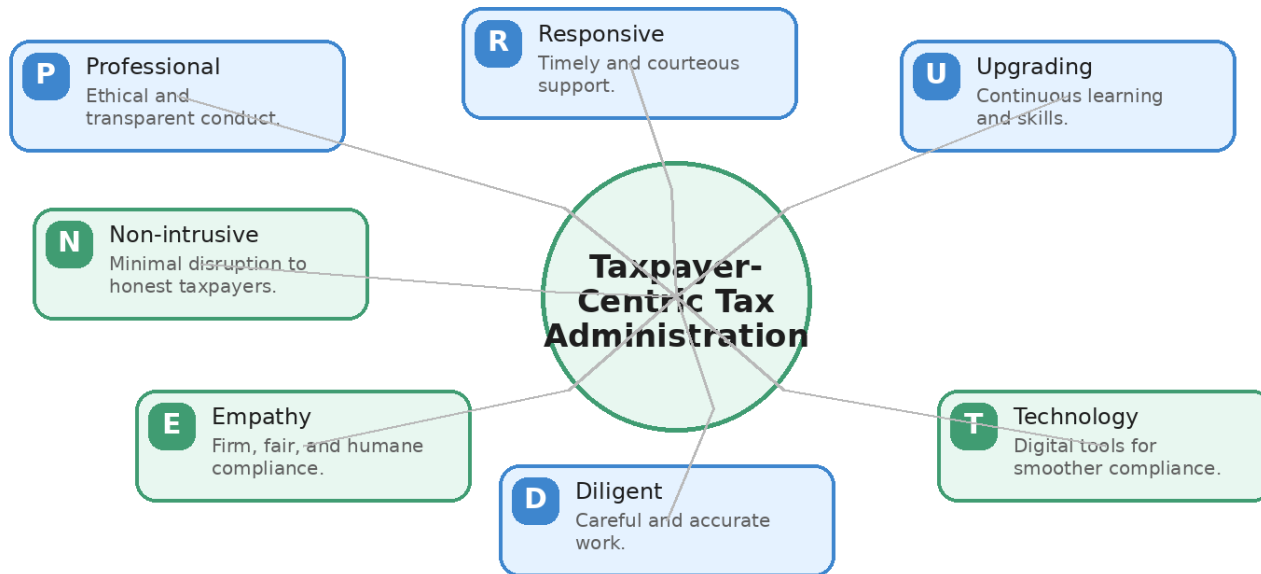 P
Professional
Ethical and
transparent conduct.
R
Responsive
Timely and courteous
support.
U
Upgrading
Continuous learning
and skills.
N
Non-intrusive
Minimal disruption to
honest taxpayers.
Taxpayer-
Centric Tax
Administration
E
Empathy
Firm, fair, and humane
compliance.
D
Diligent
Careful and accurate
work.
T
Technology
Digital tools for
smoother compliance.